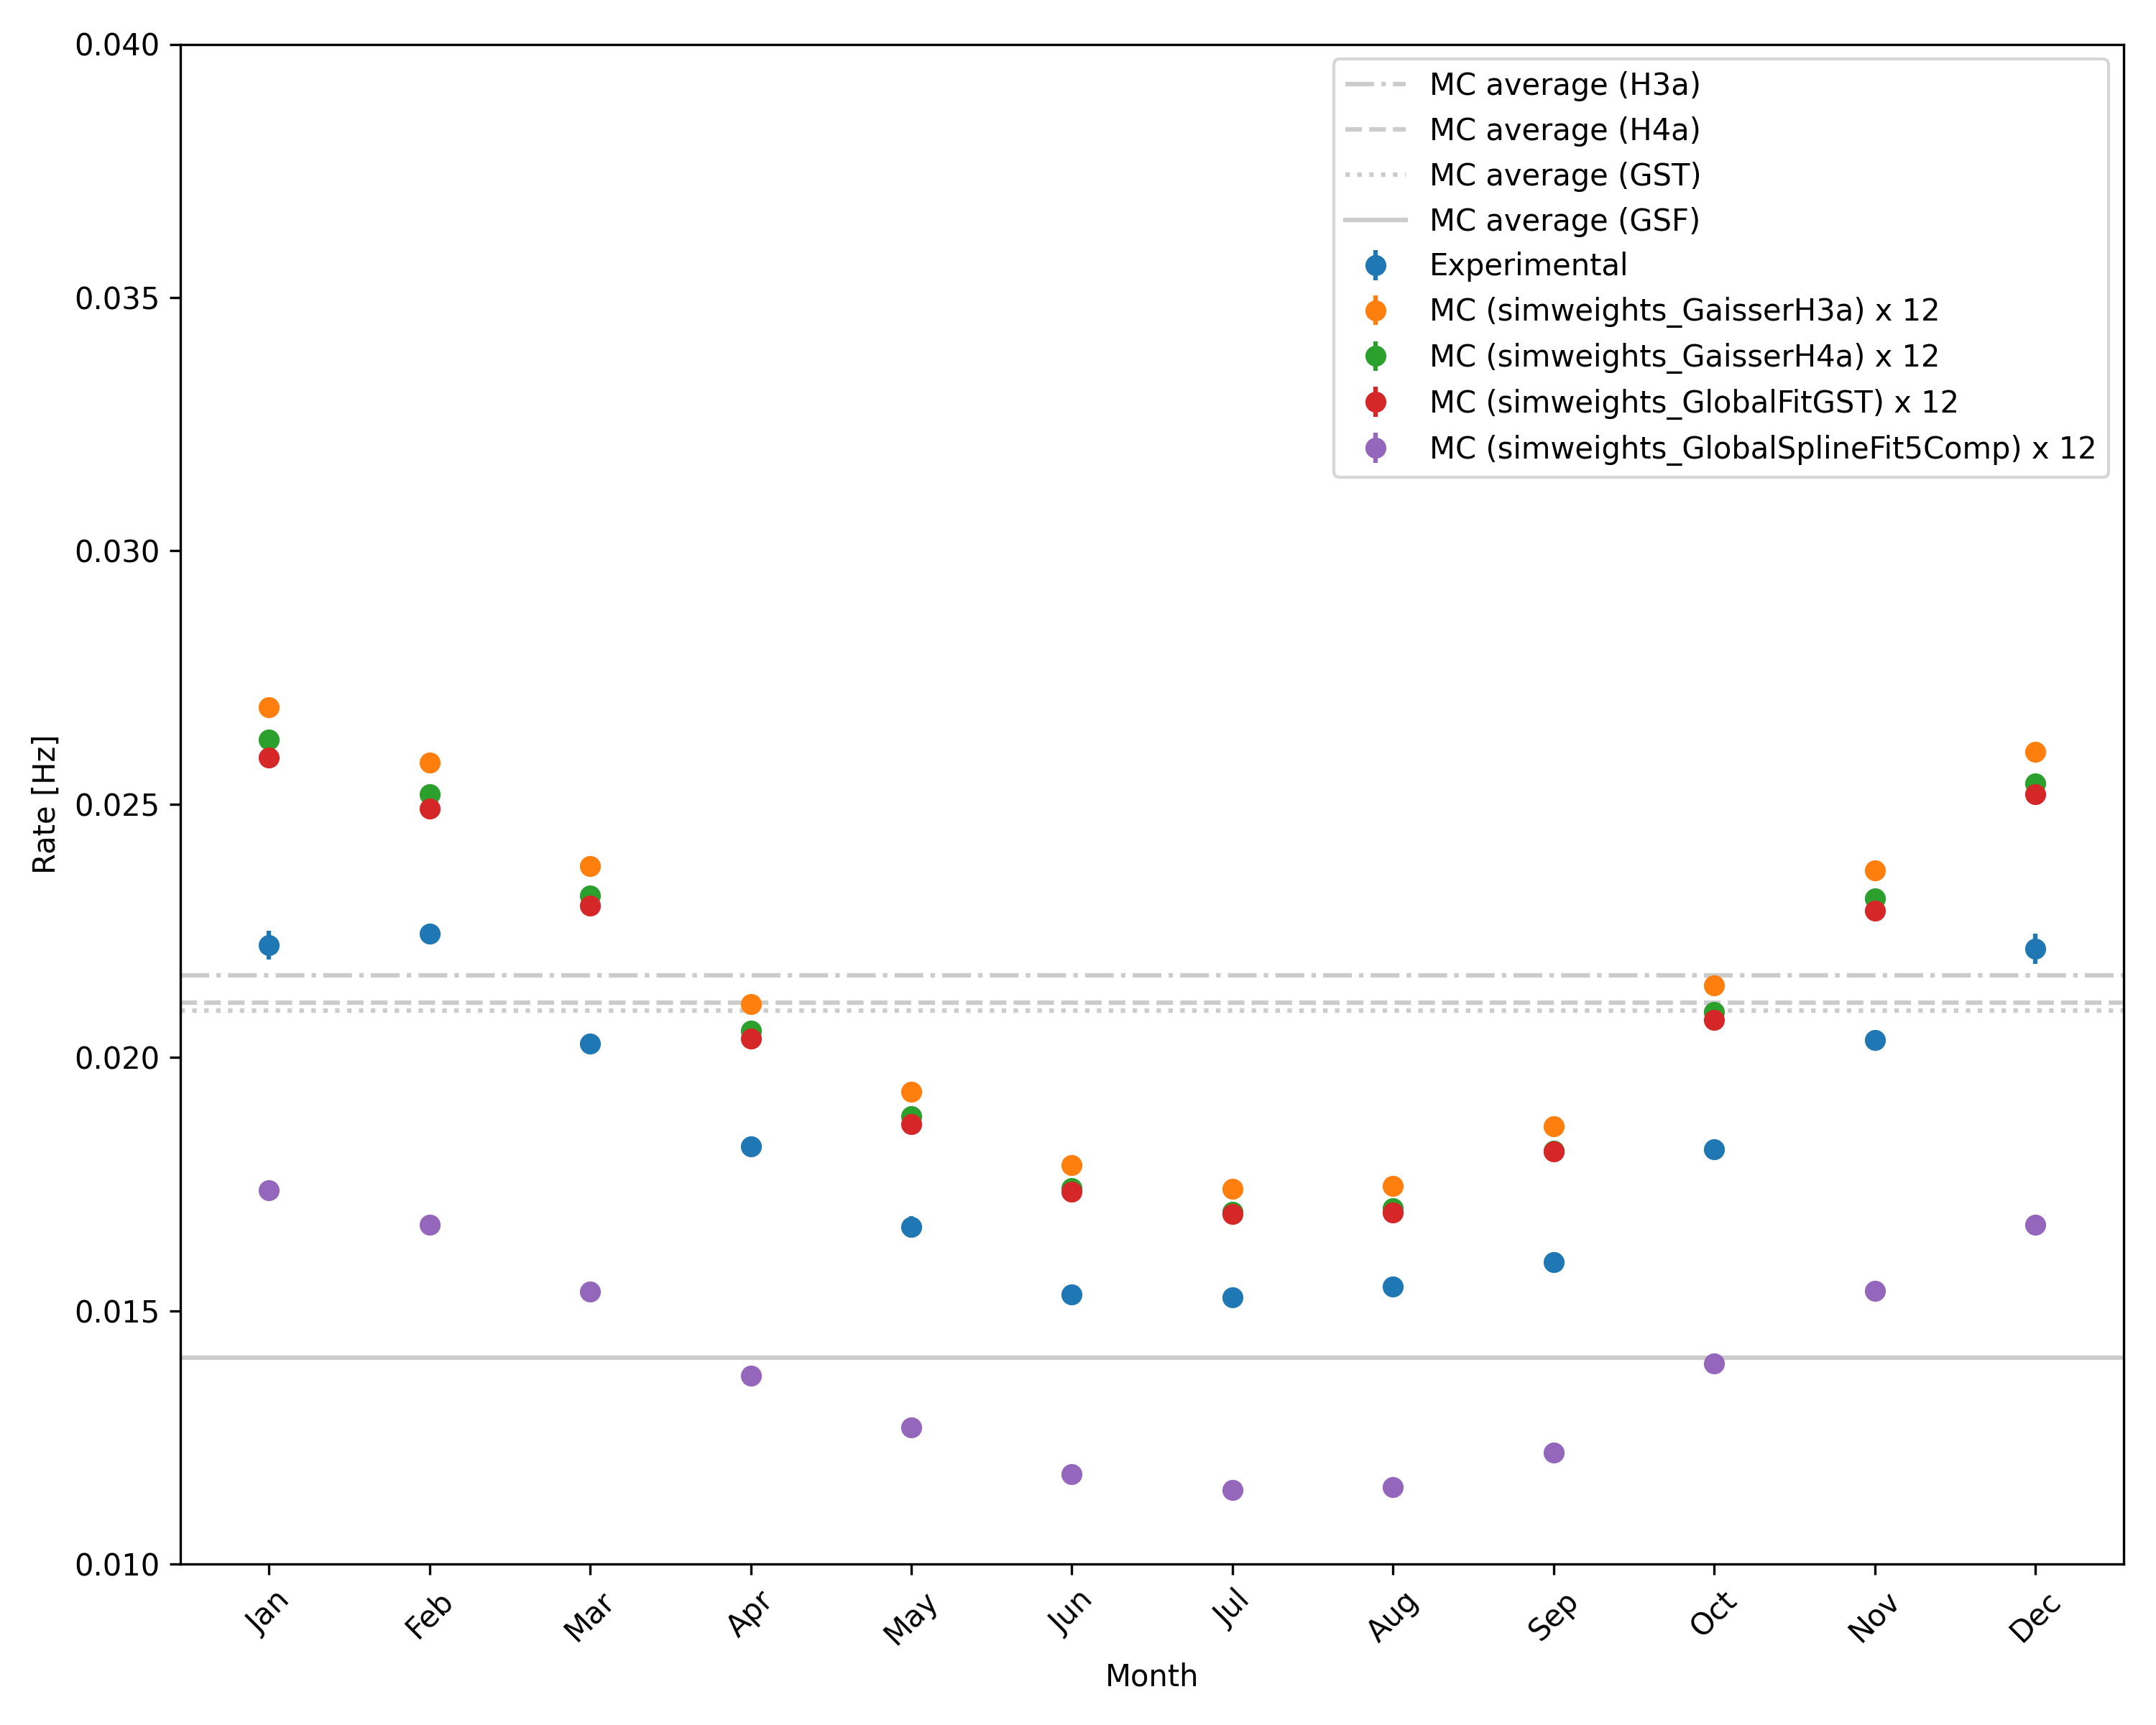 0.040
0.035
0.030
0.025
0.020
0.015
0.010
Rate [Hz]
MC average (H3a)
MC average (H4a)
MC average (GST)
MC average (GSF)
Experimental
MC (simweights_GaisserH3a) x 12
MC (simweights_GaisserH4a) x 12
MC (simweights_GlobalFitGST) x 12
MC (simweights_GlobalSplineFit5Comp) x 12
Jan
Feb
Mar
Apr
May
Jun
Jul
Aug
Sep
Oct
Nov
Dec
Month